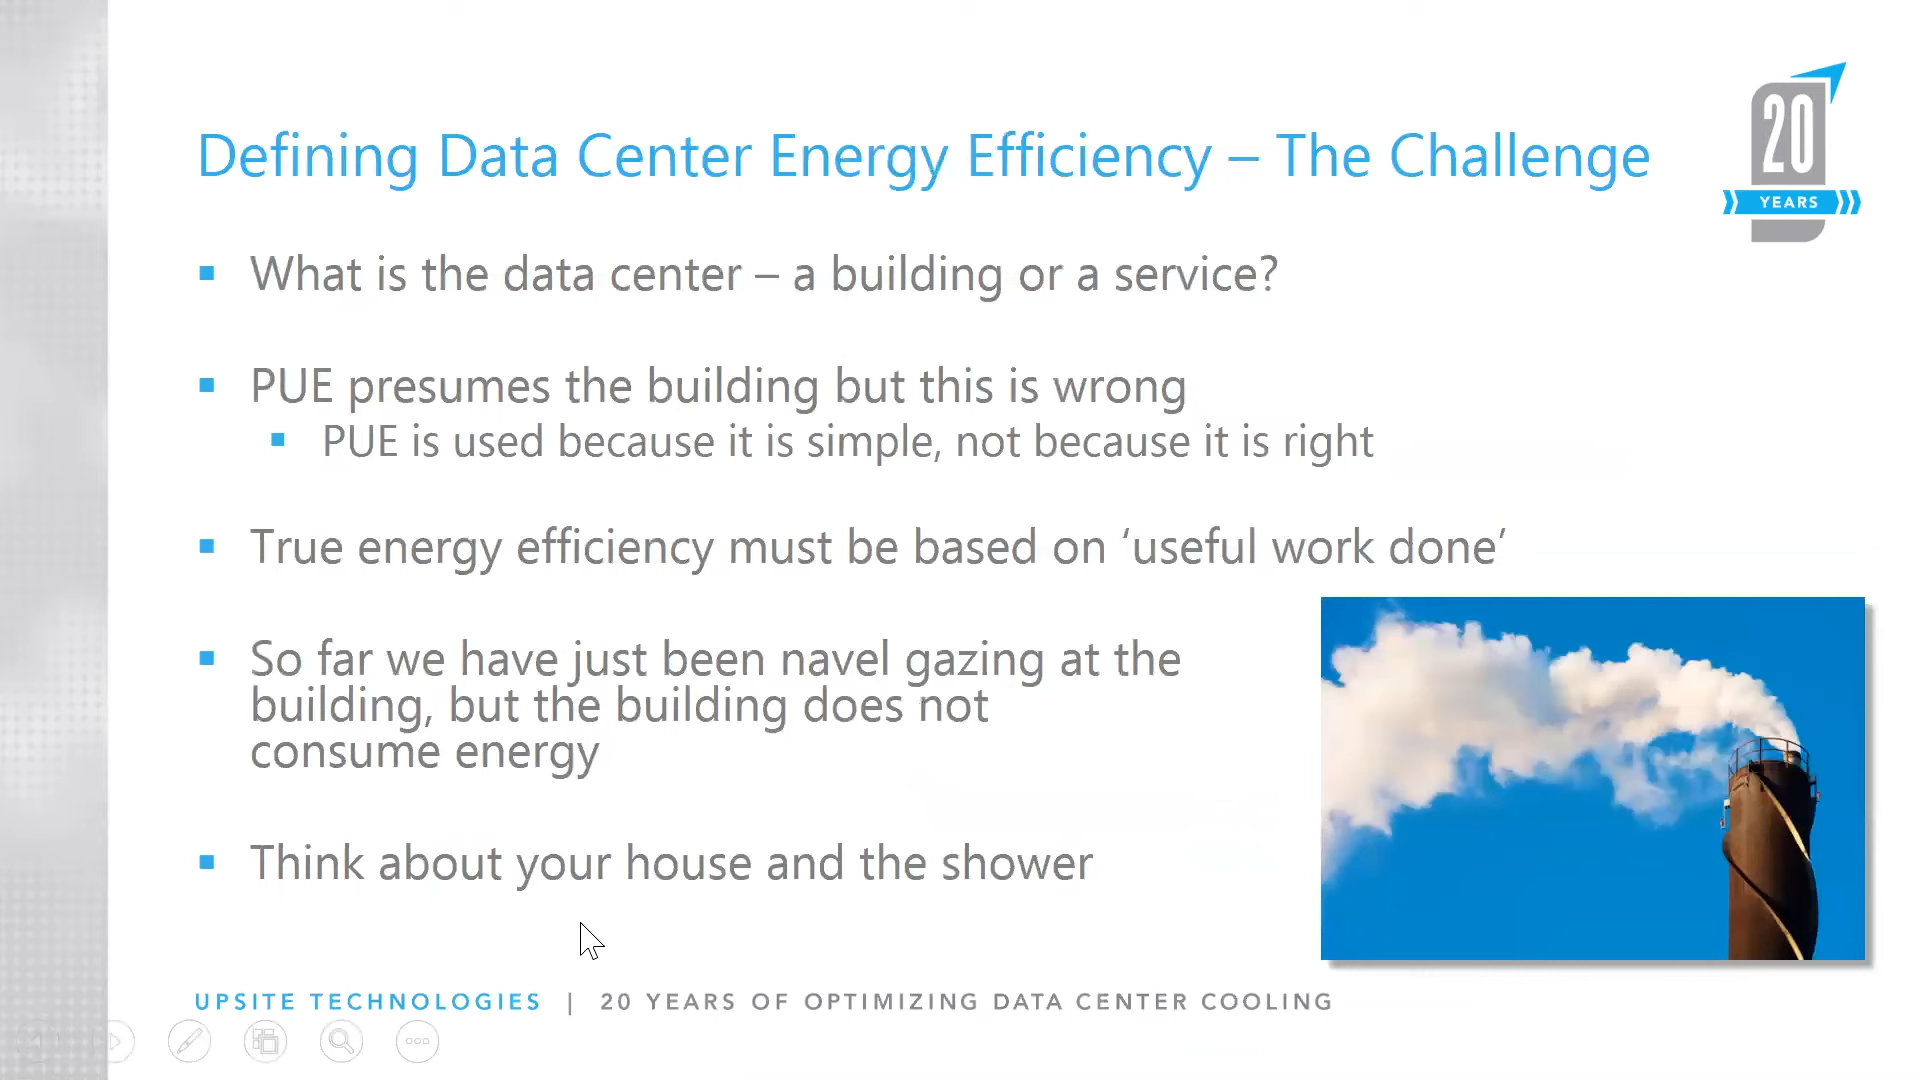 Defining Data Center Energy Efficiency – The Challenge
20
YEARS
What is the data center – a building or a service?
PUE presumes the building but this is wrong
PUE is used because it is simple, not because it is right
True energy efficiency must be based on ‘useful work done’
So far we have just been navel gazing at the
building, but the building does not
consume energy
Think about your house and the shower
UPSITE TECHNOLOGIES | 20 YEARS OF OPTIMIZING DATA CENTER COOLING